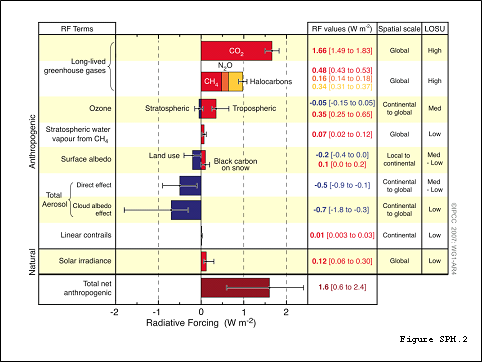 RF Terms
RF values (W m⁻²)
Spatial scale
LOSU
Anthropogenic
Natural
Long-lived
greenhouse gases
CO₂
1.66 [1.49 to 1.83]
Global
High
N₂O
CH₄
Halocarbons
0.48 [0.43 to 0.53]
0.16 [0.14 to 0.18]
0.34 [0.31 to 0.37]
Global
High
Ozone
Stratospheric
Tropospheric
-0.05 [-0.15 to 0.05]
0.35 [0.25 to 0.65]
Continental
to global
Med
Stratospheric water
vapour from CH₄
0.07 [0.02 to 0.12]
Global
Low
Surface albedo
Land use
Black carbon
on snow
-0.2 [-0.4 to 0.0]
0.1 [0.0 to 0.2]
Local to
continental
Med
- Low
Total
Aerosol
Direct effect
-0.5 [-0.9 to -0.1]
Continental
to global
Med
- Low
Cloud albedo
effect
-0.7 [-1.8 to -0.3]
Continental
to global
Low
Linear contrails
0.01 [0.003 to 0.03]
Continental
Low
Solar irradiance
0.12 [0.06 to 0.30]
Global
Low
Total net
anthropogenic
1.6 [0.6 to 2.4]
-2 -1 0 1 2
Radiative Forcing (W m⁻²)
©IPCC 2007: WG1-AR4
Figure SPM.2